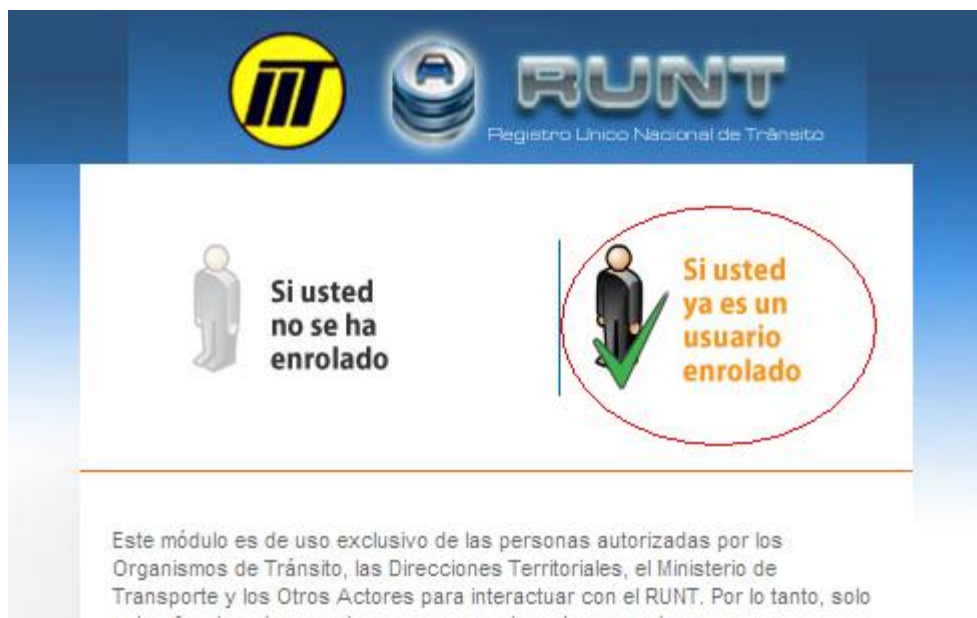 RUNT
Registro Unico Nacional de Trânsito
Si usted
no se ha
enrolado
Si usted
ya es un
usuario
enrolado
Este módulo es de uso exclusivo de las personas autorizadas por los
Organismos de Tránsito, las Direcciones Territoriales, el Ministerio de
Transporte y los Otros Actores para interactuar con el RUNT. Por lo tanto, solo